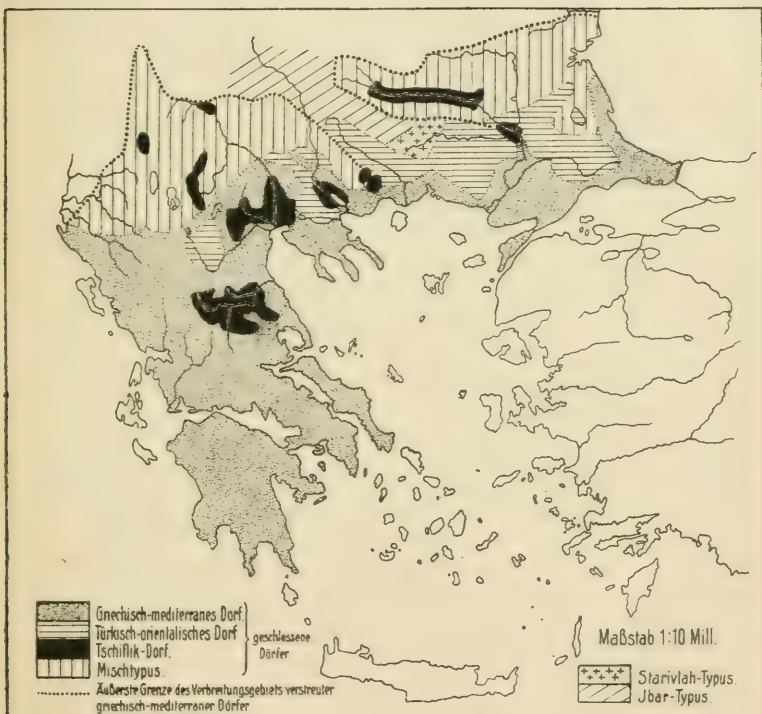 Griechisch-mediterranes Dorf.
Türkisch-orientalisches Dorf
Tschiflik-Dorf.
Mischtypus.
geschlossene
Dörfer
Äußerste Grenze des Verbreitungsgebiets verstreuter
griechisch-mediterraner Dörfer
Maßstab 1:10 Mill.
Starivlah-Typus.
Jbar-Typus.